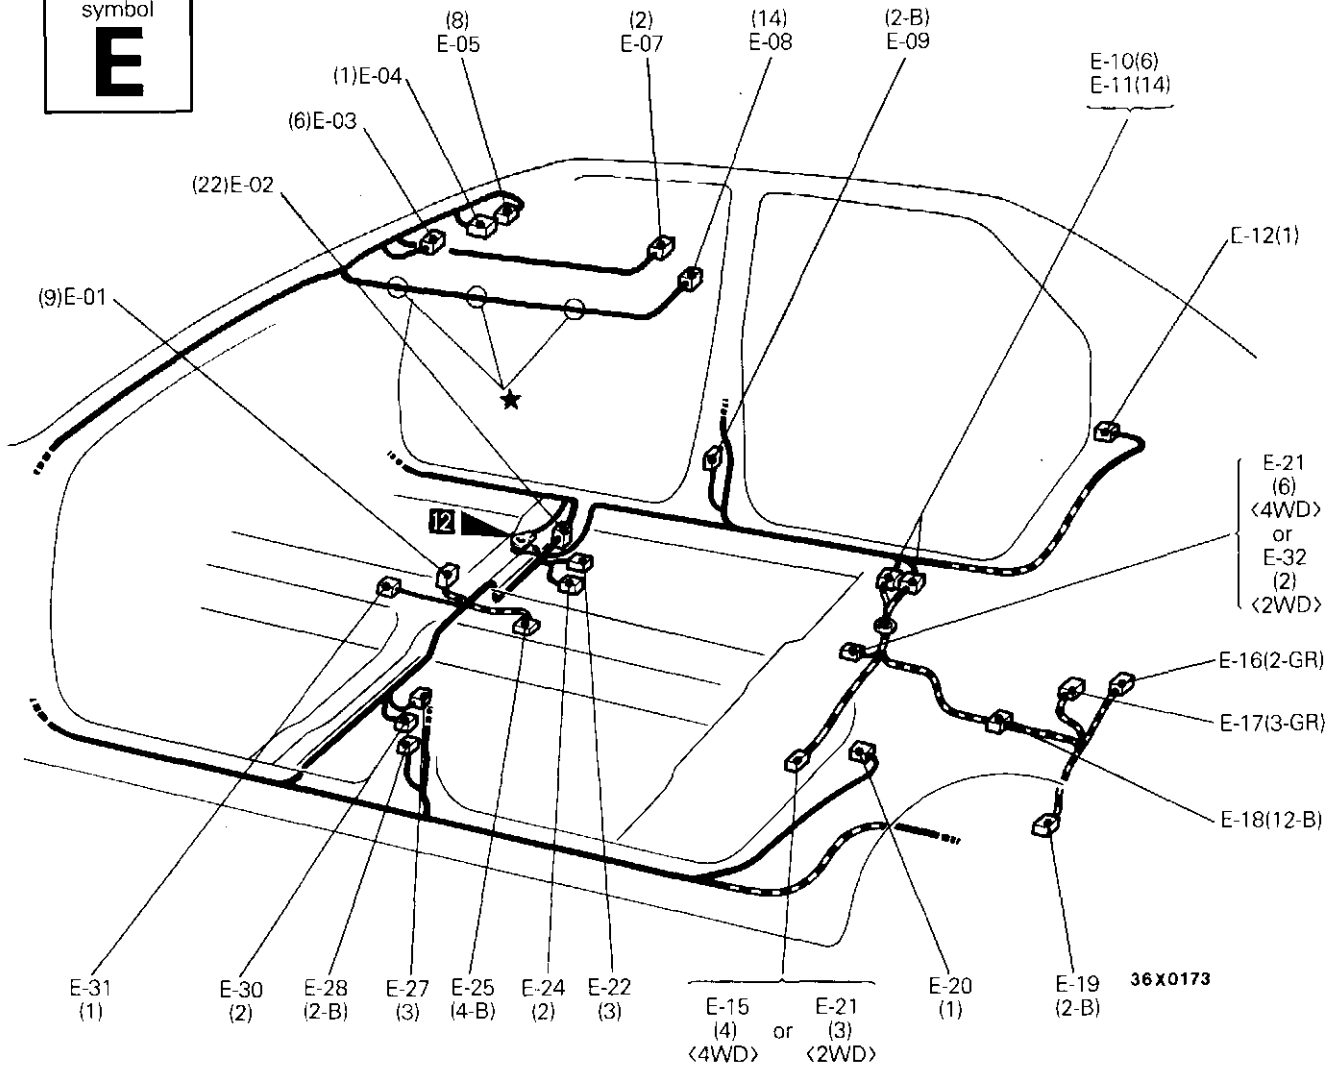 symbol
E
(8)
E-05
(2)
E-07
(14)
E-08
(2-B)
E-09
E-10(6)
E-11(14)
(1)E-04
(6)E-03
(22)E-02
(9)E-01
E-12(1)
12
E-21
(6)
<4WD>
or
E-32
(2)
<2WD>
E-16(2-GR)
E-17(3-GR)
E-18(12-B)
E-31
(1)
E-30
(2)
E-28
(2-B)
E-27
(3)
E-25
(4-B)
E-24
(2)
E-22
(3)
E-15
(4)
<4WD>
or
E-21
(3)
<2WD>
E-20
(1)
E-19
(2-B)
36X0173